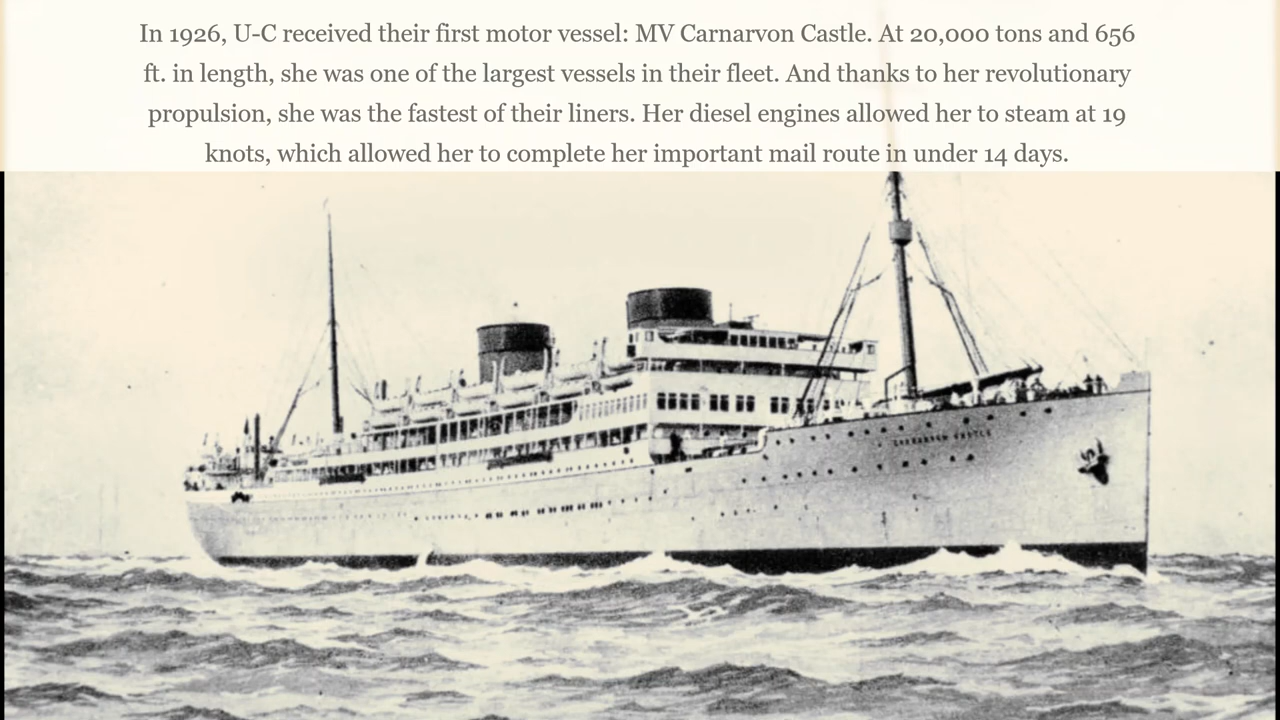 In 1926, U-C received their first motor vessel: MV Carnarvon Castle. At 20,000 tons and 656
ft. in length, she was one of the largest vessels in their fleet. And thanks to her revolutionary
propulsion, she was the fastest of their liners. Her diesel engines allowed her to steam at 19
knots, which allowed her to complete her important mail route in under 14 days.
CARNARVON CASTLE